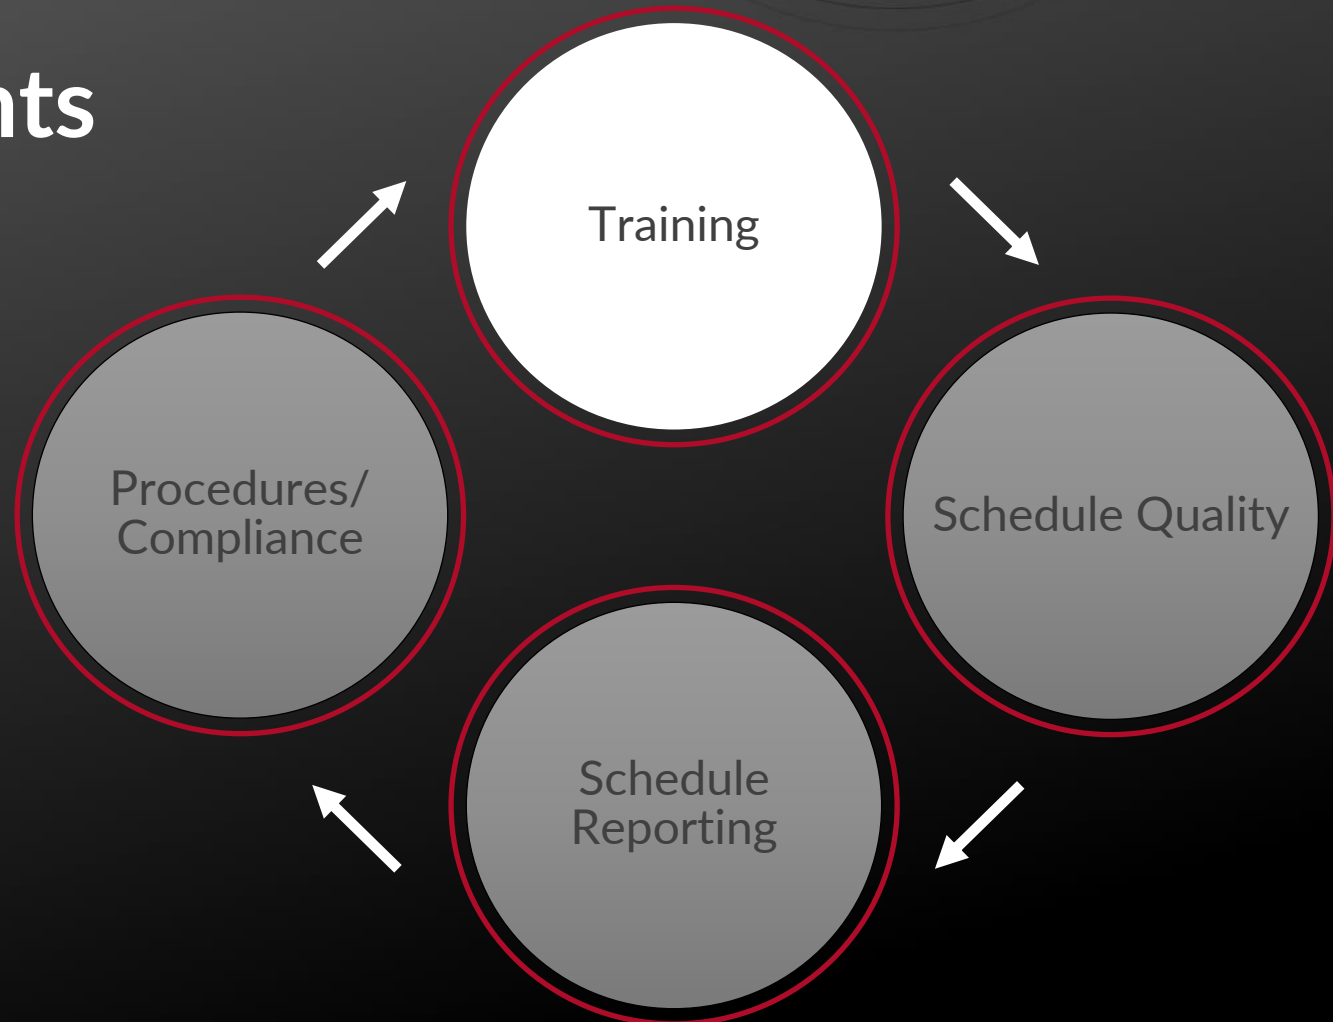 nts
Training
Procedures/
Compliance
Schedule Quality
Schedule
Reporting